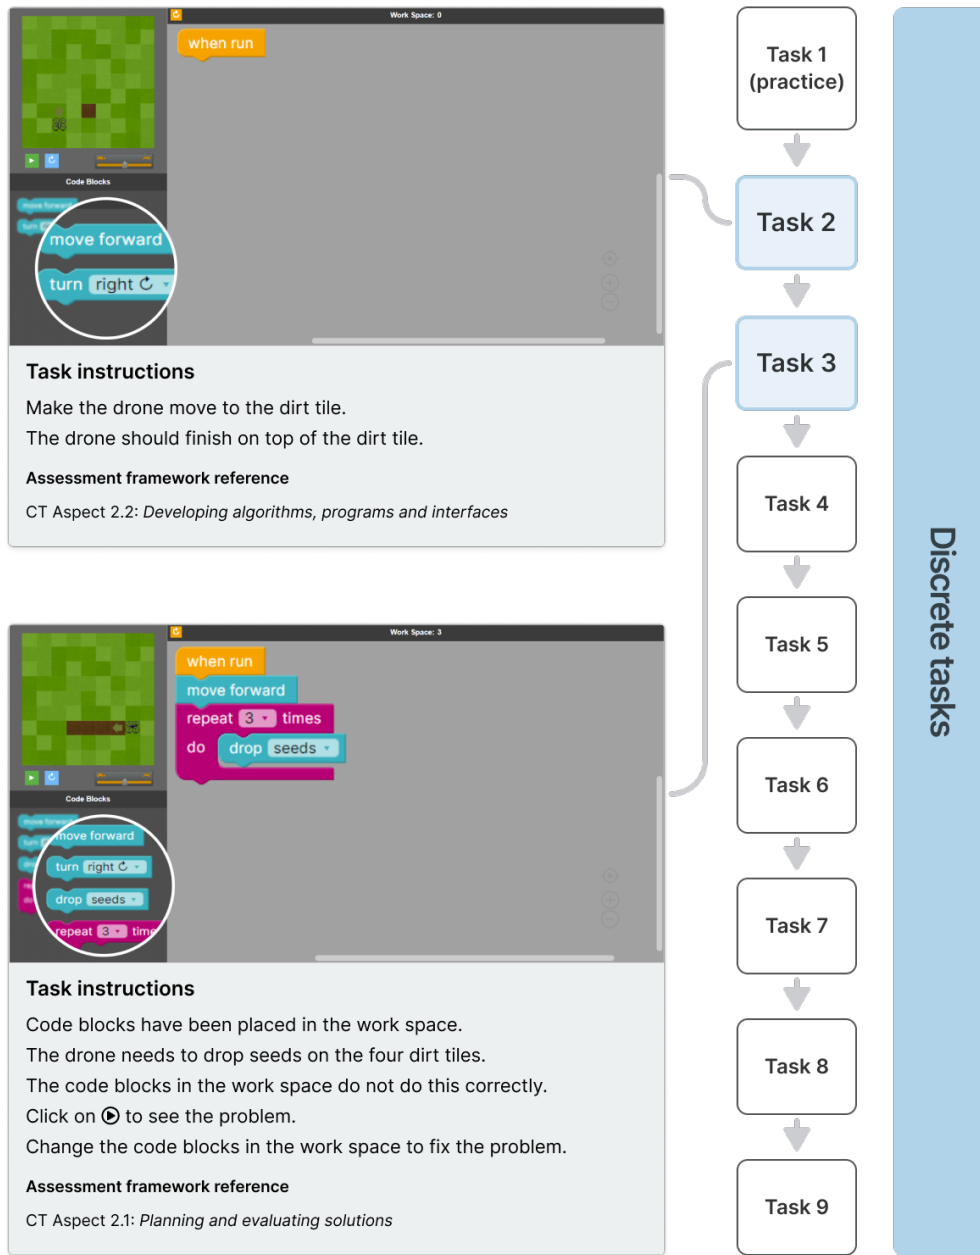 Work Space: 0
when run
Code Blocks
move forward
turn
move forward
turn right
Task instructions
Make the drone move to the dirt tile.
The drone should finish on top of the dirt tile.
Assessment framework reference
CT Aspect 2.2: Developing algorithms, programs and interfaces
Work Space: 3
when run
move forward
repeat 3 times
do drop seeds
Code Blocks
move forward
move forward
turn right
drop seeds
repeat 3
Task instructions
Code blocks have been placed in the work space.
The drone needs to drop seeds on the four dirt tiles.
The code blocks in the work space do not do this correctly.
Click on to see the problem.
Change the code blocks in the work space to fix the problem.
Assessment framework reference
CT Aspect 2.1: Planning and evaluating solutions
Task 1
(practice)
Task 2
Task 3
Task 4
Task 5
Task 6
Task 7
Task 8
Task 9
Discrete tasks